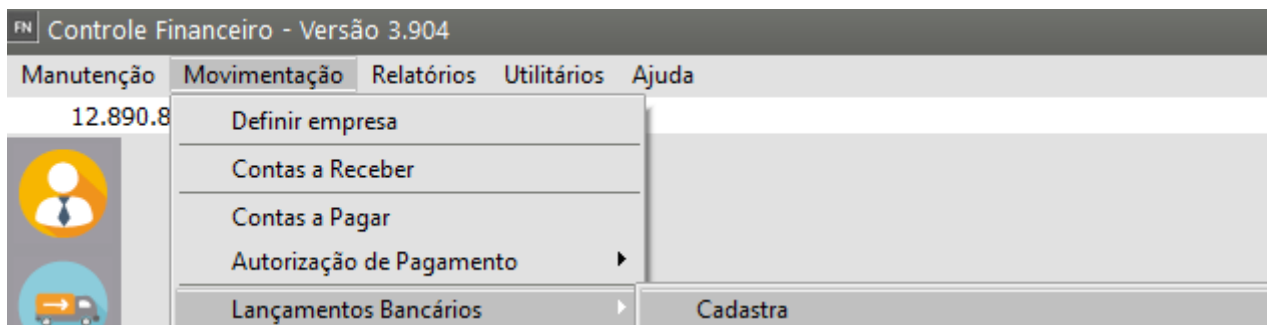 FN Controle Financeiro - Versão 3.904
Manutenção Movimentação Relatórios Utilitários Ajuda
12.890.8
Definir empresa
Contas a Receber
Contas a Pagar
Autorização de Pagamento
Lançamentos Bancários Cadastra